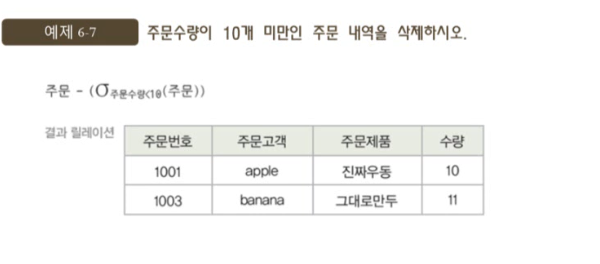 예제 6-7 주문수량이 10개 미만인 주문 내역을 삭제하시오.
주문 - (σ주문수량<10(주문))
결과 릴레이션
주문번호 주문고객 주문제품 수량
1001 apple 진짜우동 10
1003 banana 그대로만두 11